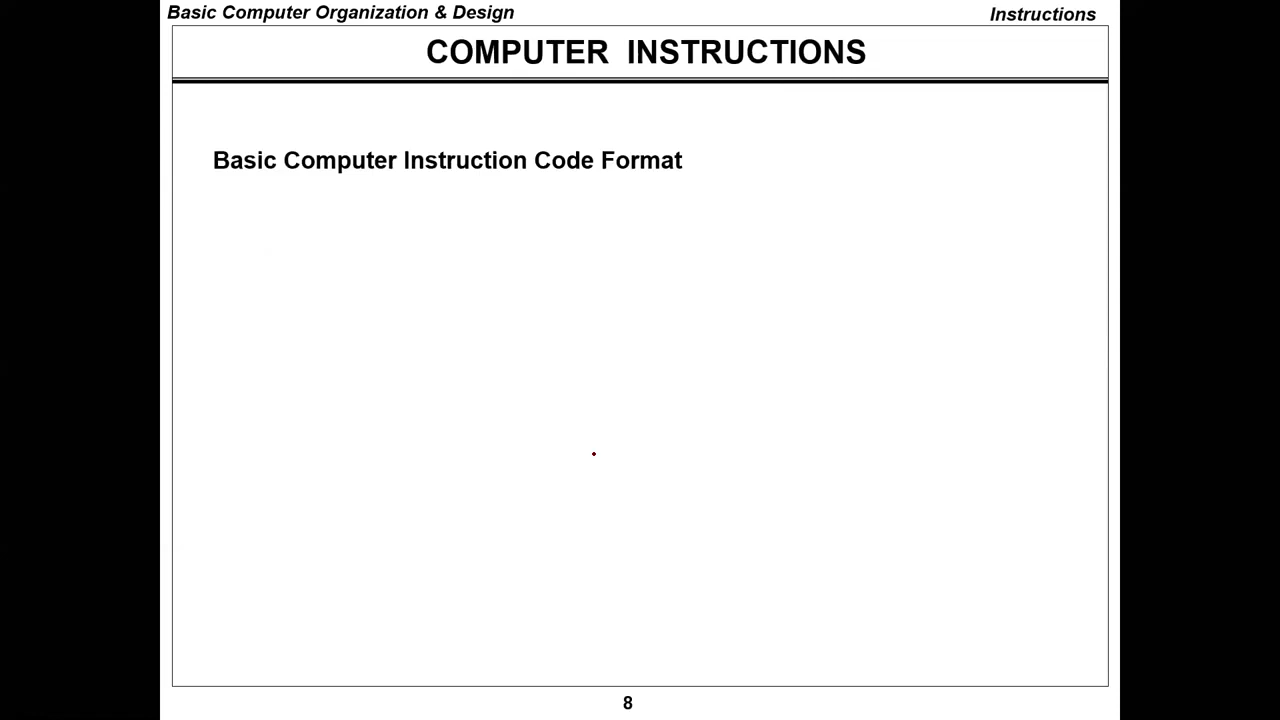 Basic Computer Organization & Design
Instructions
COMPUTER INSTRUCTIONS
Basic Computer Instruction Code Format
8